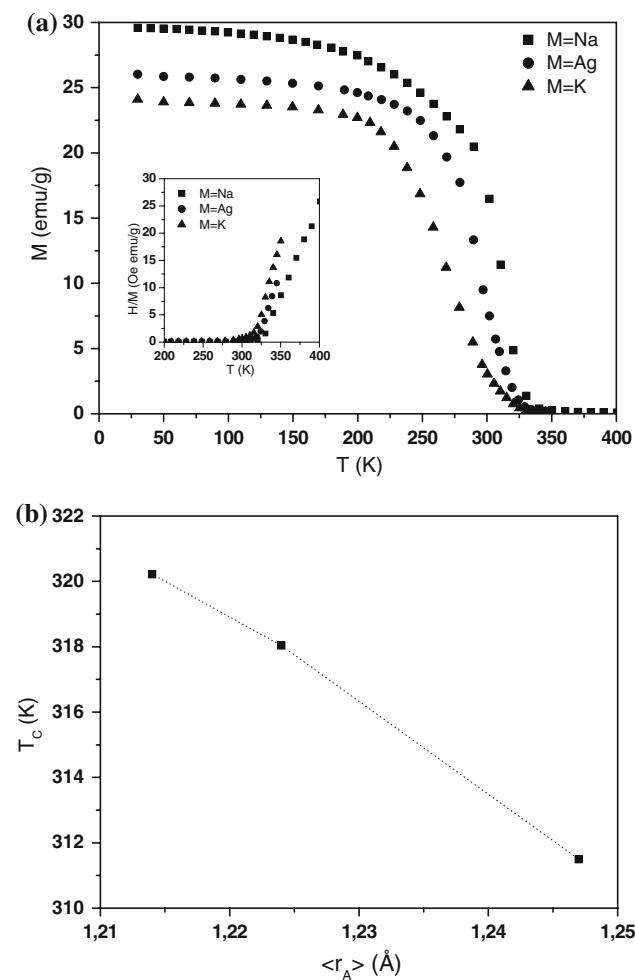 (a)
30
25
20
15
10
5
0
M (emu/g)
M=Na
M=Ag
M=K
30
25
20
15
10
5
0
H/M (Oe emu/g)
M=Na
M=Ag
M=K
200 250 300 350 400
T (K)
0 50 100 150 200 250 300 350 400
T (K)
(b)
322
320
318
316
314
312
310
T_C (K)
1,21 1,22 1,23 1,24 1,25
<r_A> (Å)